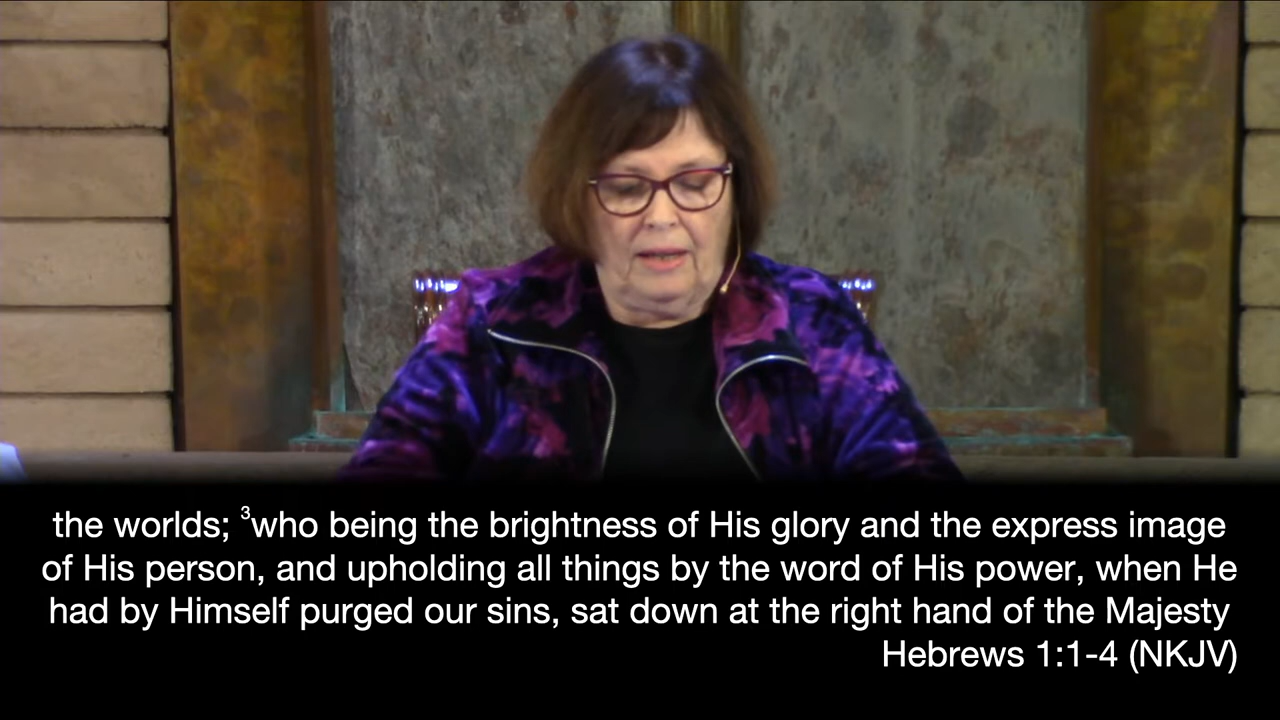 the worlds; ³who being the brightness of His glory and the express image
of His person, and upholding all things by the word of His power, when He
had by Himself purged our sins, sat down at the right hand of the Majesty
Hebrews 1:1-4 (NKJV)